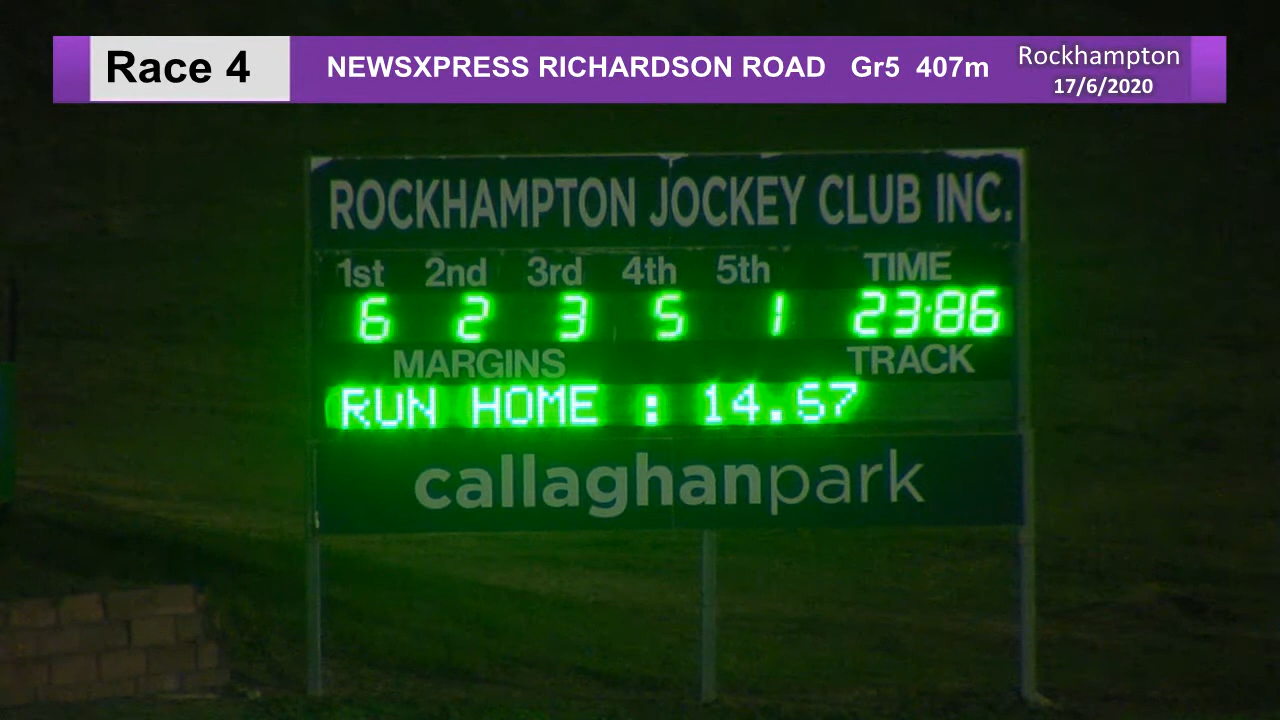 Race 4 NEWSXPRESS RICHARDSON ROAD Gr5 407m Rockhampton
17/6/2020
ROCKHAMPTON JOCKEY CLUB INC.
1st 2nd 3rd 4th 5th TIME
6 2 3 5 1 23·86
MARGINS TRACK
RUN HOME : 14.57
callaghanpark